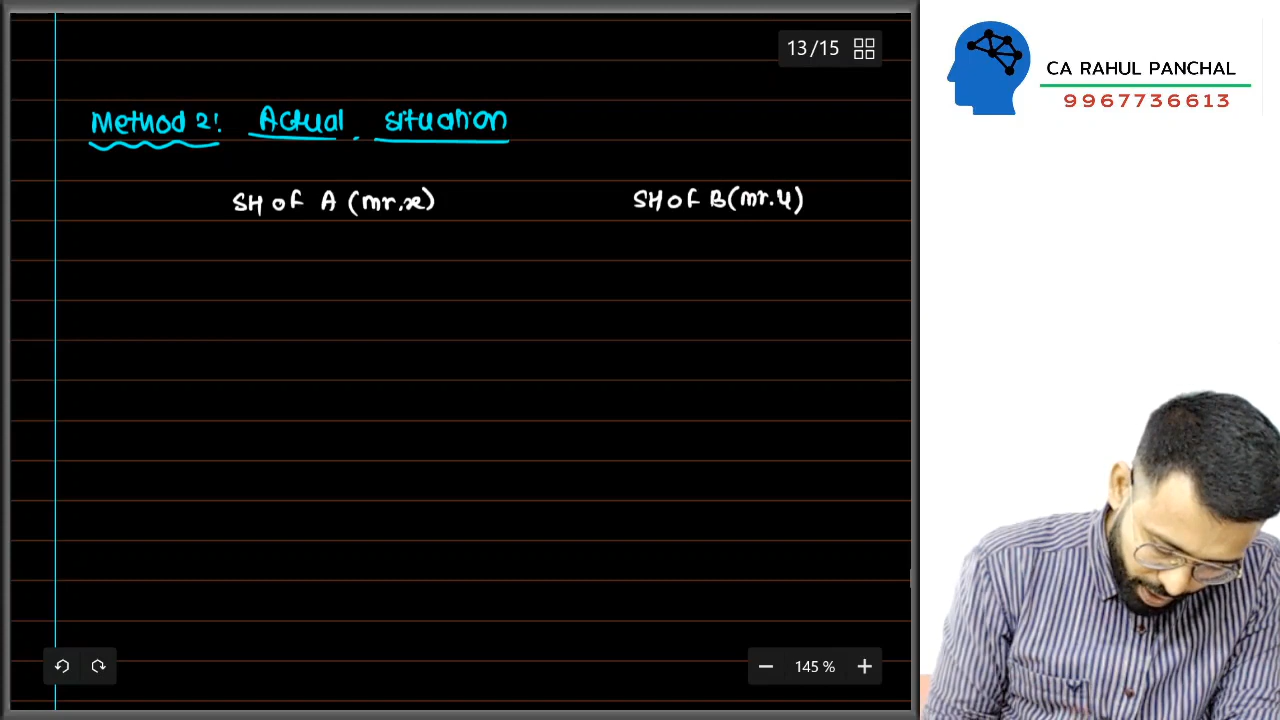 13/15
CA RAHUL PANCHAL
9967736613
Method 2: Actual situation
SH of A (mr.x)
SH of B (mr.y)
145 %